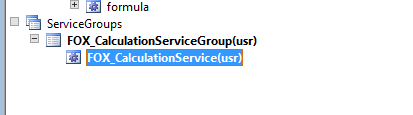 formula
ServiceGroups
FOX_CalculationServiceGroup(usr)
FOX_CalculationService(usr)